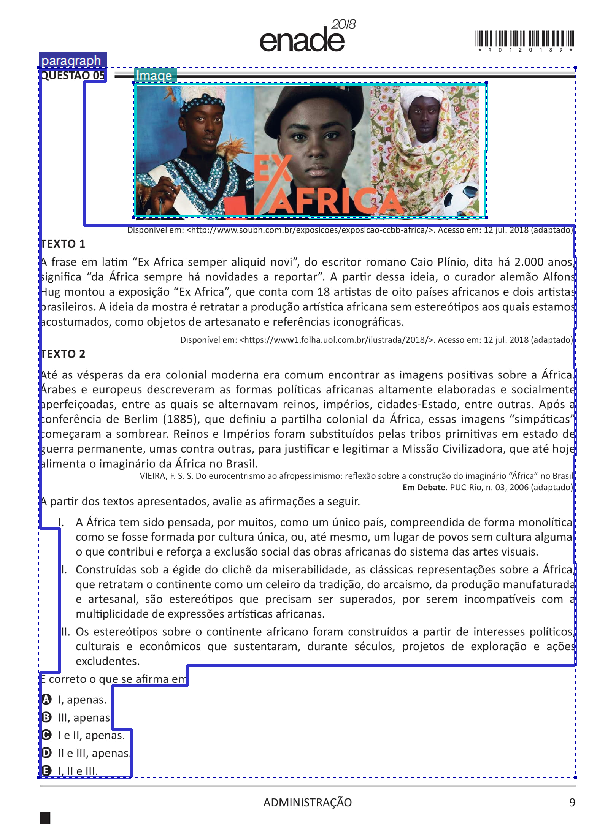 enade 2018
*R0120189*
paragraph
QUESTÃO 05
Image
EX
AFRICA
Disponível em: <http://www.soubh.com.br/exposicoes/exposicao-ccbb-africa/>. Acesso em: 12 jul. 2018 (adaptado)
TEXTO 1
A frase em latim “Ex Africa semper aliquid novi”, do escritor romano Caio Plínio, dita há 2.000 anos,
significa “da África sempre há novidades a reportar”. A partir dessa ideia, o curador alemão Alfons
Hug montou a exposição “Ex Africa”, que conta com 18 artistas de oito países africanos e dois artistas
brasileiros. A ideia da mostra é retratar a produção artística africana sem estereótipos aos quais estamos
acostumados, como objetos de artesanato e referências iconográficas.
Disponível em: <https://www1.folha.uol.com.br/ilustrada/2018/>. Acesso em: 12 jul. 2018 (adaptado)
TEXTO 2
Até as vésperas da era colonial moderna era comum encontrar as imagens positivas sobre a África.
Árabes e europeus descreveram as formas políticas africanas altamente elaboradas e socialmente
aperfeiçoadas, entre as quais se alternavam reinos, impérios, cidades-Estado, entre outras. Após a
conferência de Berlim (1885), que definiu a partilha colonial da África, essas imagens “simpáticas”
começaram a sombrear. Reinos e Impérios foram substituídos pelas tribos primitivas em estado de
guerra permanente, umas contra outras, para justificar e legitimar a Missão Civilizadora, que até hoje
alimenta o imaginário da África no Brasil.
VIEIRA, F. S. S. Do eurocentrismo ao afropessimismo: reflexão sobre a construção do imaginário “África” no Brasil
Em Debate. PUC-Rio, n. 03, 2006 (adaptado)
A partir dos textos apresentados, avalie as afirmações a seguir.
I. A África tem sido pensada, por muitos, como um único país, compreendida de forma monolítica
como se fosse formada por cultura única, ou, até mesmo, um lugar de povos sem cultura alguma,
o que contribui e reforça a exclusão social das obras africanas do sistema das artes visuais.
II. Construídas sob a égide do clichê da miserabilidade, as clássicas representações sobre a África,
que retratam o continente como um celeiro da tradição, do arcaísmo, da produção manufaturada
e artesanal, são estereótipos que precisam ser superados, por serem incompatíveis com a
multiplicidade de expressões artísticas africanas.
III. Os estereótipos sobre o continente africano foram construídos a partir de interesses políticos,
culturais e econômicos que sustentaram, durante séculos, projetos de exploração e ações
excludentes.
É correto o que se afirma em
A I, apenas.
B III, apenas
C I e II, apenas.
D II e III, apenas
E I, II e III.
ADMINISTRAÇÃO 9